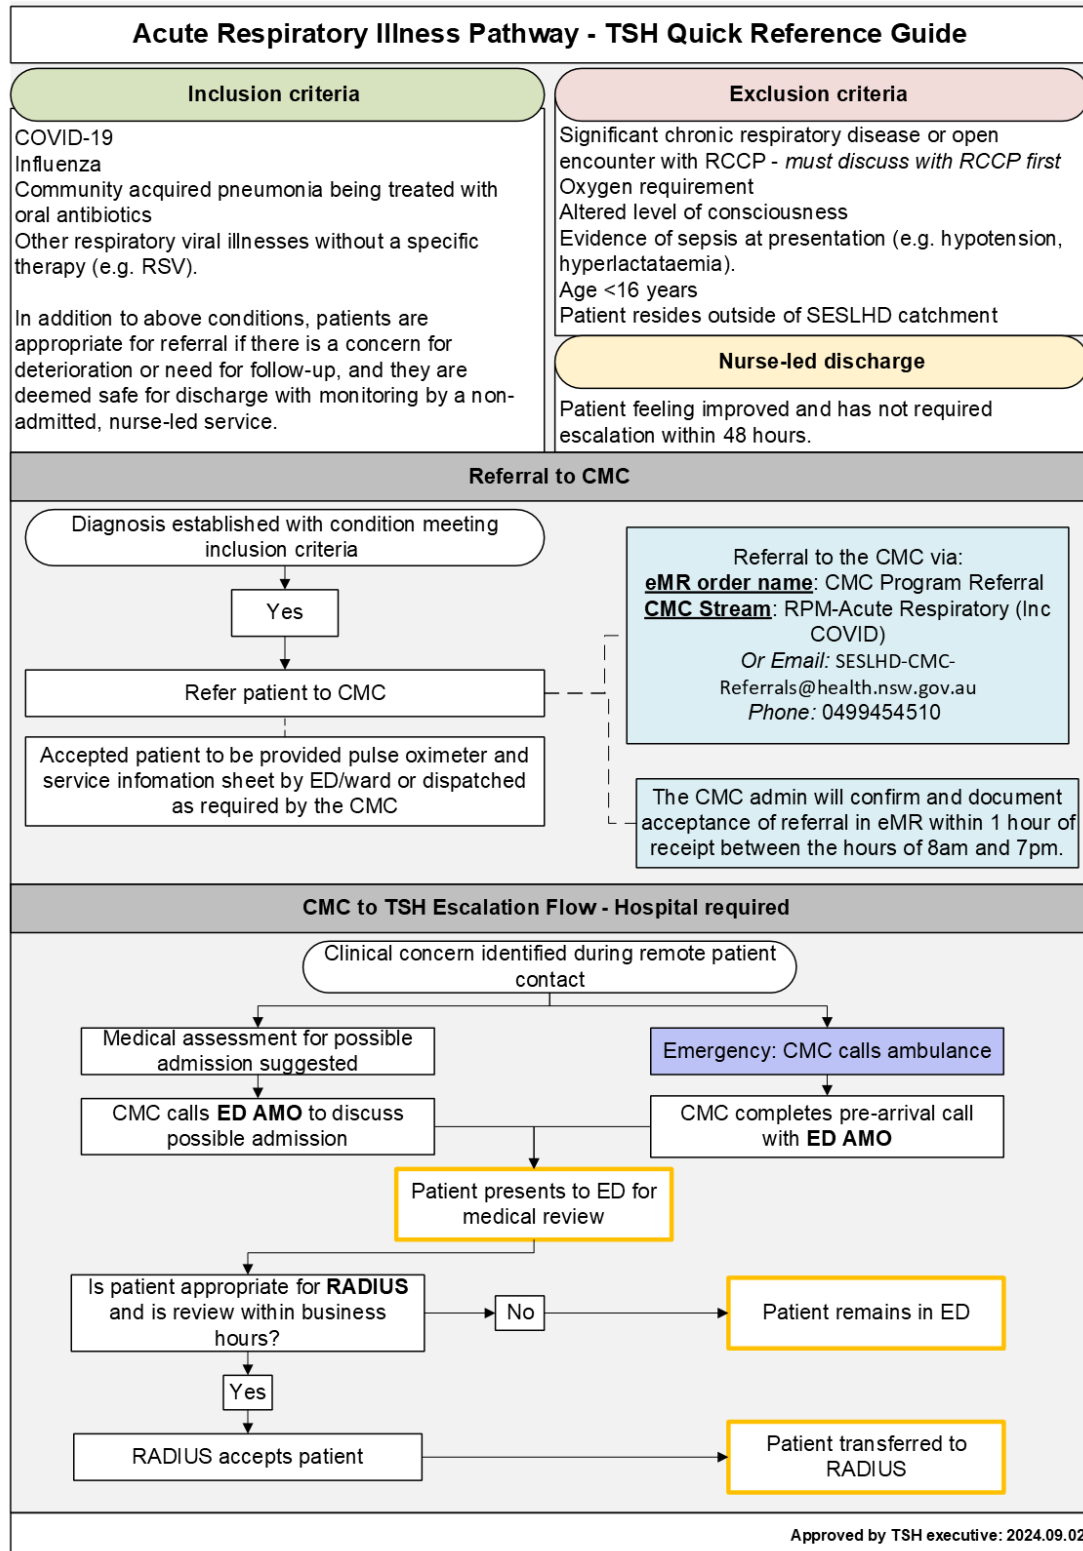 Acute Respiratory Illness Pathway - TSH Quick Reference Guide
Inclusion criteria
COVID-19
Influenza
Community acquired pneumonia being treated with
oral antibiotics
Other respiratory viral illnesses without a specific
therapy (e.g. RSV).
In addition to above conditions, patients are
appropriate for referral if there is a concern for
deterioration or need for follow-up, and they are
deemed safe for discharge with monitoring by a non-
admitted, nurse-led service.
Exclusion criteria
Significant chronic respiratory disease or open
encounter with RCCP - must discuss with RCCP first
Oxygen requirement
Altered level of consciousness
Evidence of sepsis at presentation (e.g. hypotension,
hyperlactataemia).
Age <16 years
Patient resides outside of SESLHD catchment
Nurse-led discharge
Patient feeling improved and has not required
escalation within 48 hours.
Referral to CMC
Diagnosis established with condition meeting
inclusion criteria
Yes
Refer patient to CMC
Accepted patient to be provided pulse oximeter and
service infomation sheet by ED/ward or dispatched
as required by the CMC
Referral to the CMC via:
eMR order name: CMC Program Referral
CMC Stream: RPM-Acute Respiratory (Inc
COVID)
Or Email: SESLHD-CMC-
Referrals@health.nsw.gov.au
Phone: 0499454510
The CMC admin will confirm and document
acceptance of referral in eMR within 1 hour of
receipt between the hours of 8am and 7pm.
CMC to TSH Escalation Flow - Hospital required
Clinical concern identified during remote patient
contact
Medical assessment for possible
admission suggested
Emergency: CMC calls ambulance
CMC calls ED AMO to discuss
possible admission
CMC completes pre-arrival call
with ED AMO
Patient presents to ED for
medical review
Is patient appropriate for RADIUS
and is review within business
hours?
No
Patient remains in ED
Yes
RADIUS accepts patient
Patient transferred to
RADIUS
Approved by TSH executive: 2024.09.02